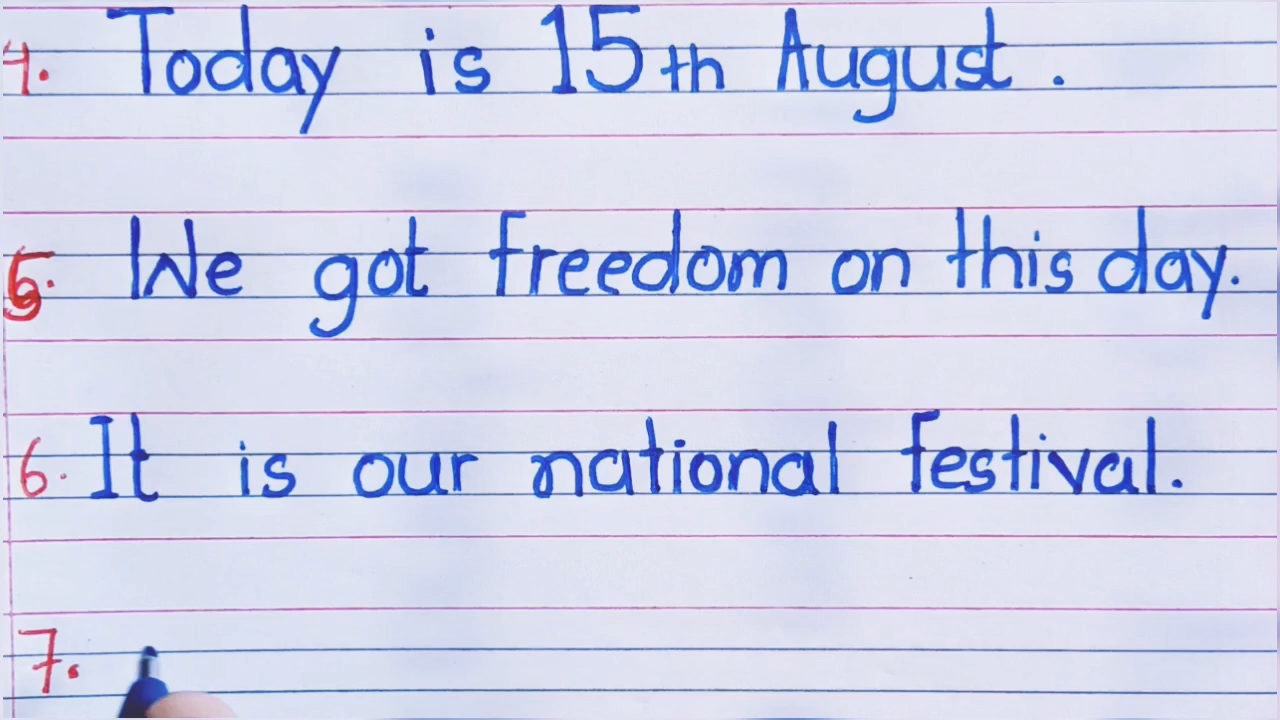 4. Today is 15th August.
5. We got freedom on this day.
6. It is our national festival.
7.